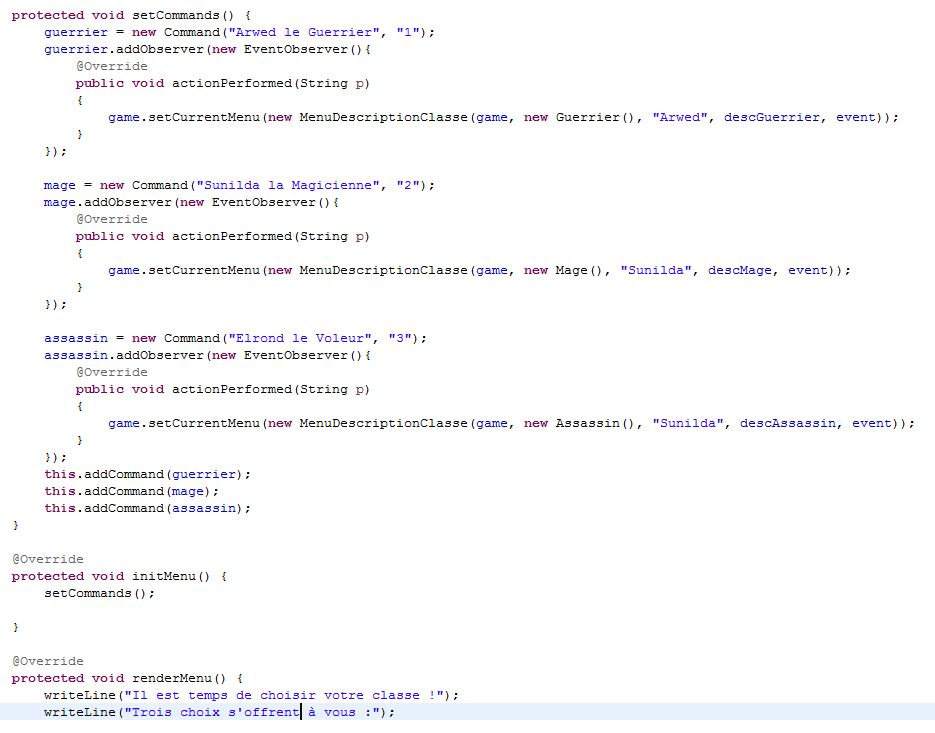 protected void setCommands() {
    guerrier = new Command("Arwed le Guerrier", "1");
    guerrier.addObserver(new EventObserver(){
        @Override
        public void actionPerformed(String p)
        {
            game.setCurrentMenu(new MenuDescriptionClasse(game, new Guerrier(), "Arwed", descGuerrier, event));
        }
    });

    mage = new Command("Sunilda la Magicienne", "2");
    mage.addObserver(new EventObserver(){
        @Override
        public void actionPerformed(String p)
        {
            game.setCurrentMenu(new MenuDescriptionClasse(game, new Mage(), "Sunilda", descMage, event));
        }
    });

    assassin = new Command("Elrond le Voleur", "3");
    assassin.addObserver(new EventObserver(){
        @Override
        public void actionPerformed(String p)
        {
            game.setCurrentMenu(new MenuDescriptionClasse(game, new Assassin(), "Sunilda", descAssassin, event));
        }
    });
    this.addCommand(guerrier);
    this.addCommand(mage);
    this.addCommand(assassin);
}

@Override
protected void initMenu() {
    setCommands();

}

@Override
protected void renderMenu() {
    writeLine("Il est temps de choisir votre classe !");
    writeLine("Trois choix s'offrent à vous :");